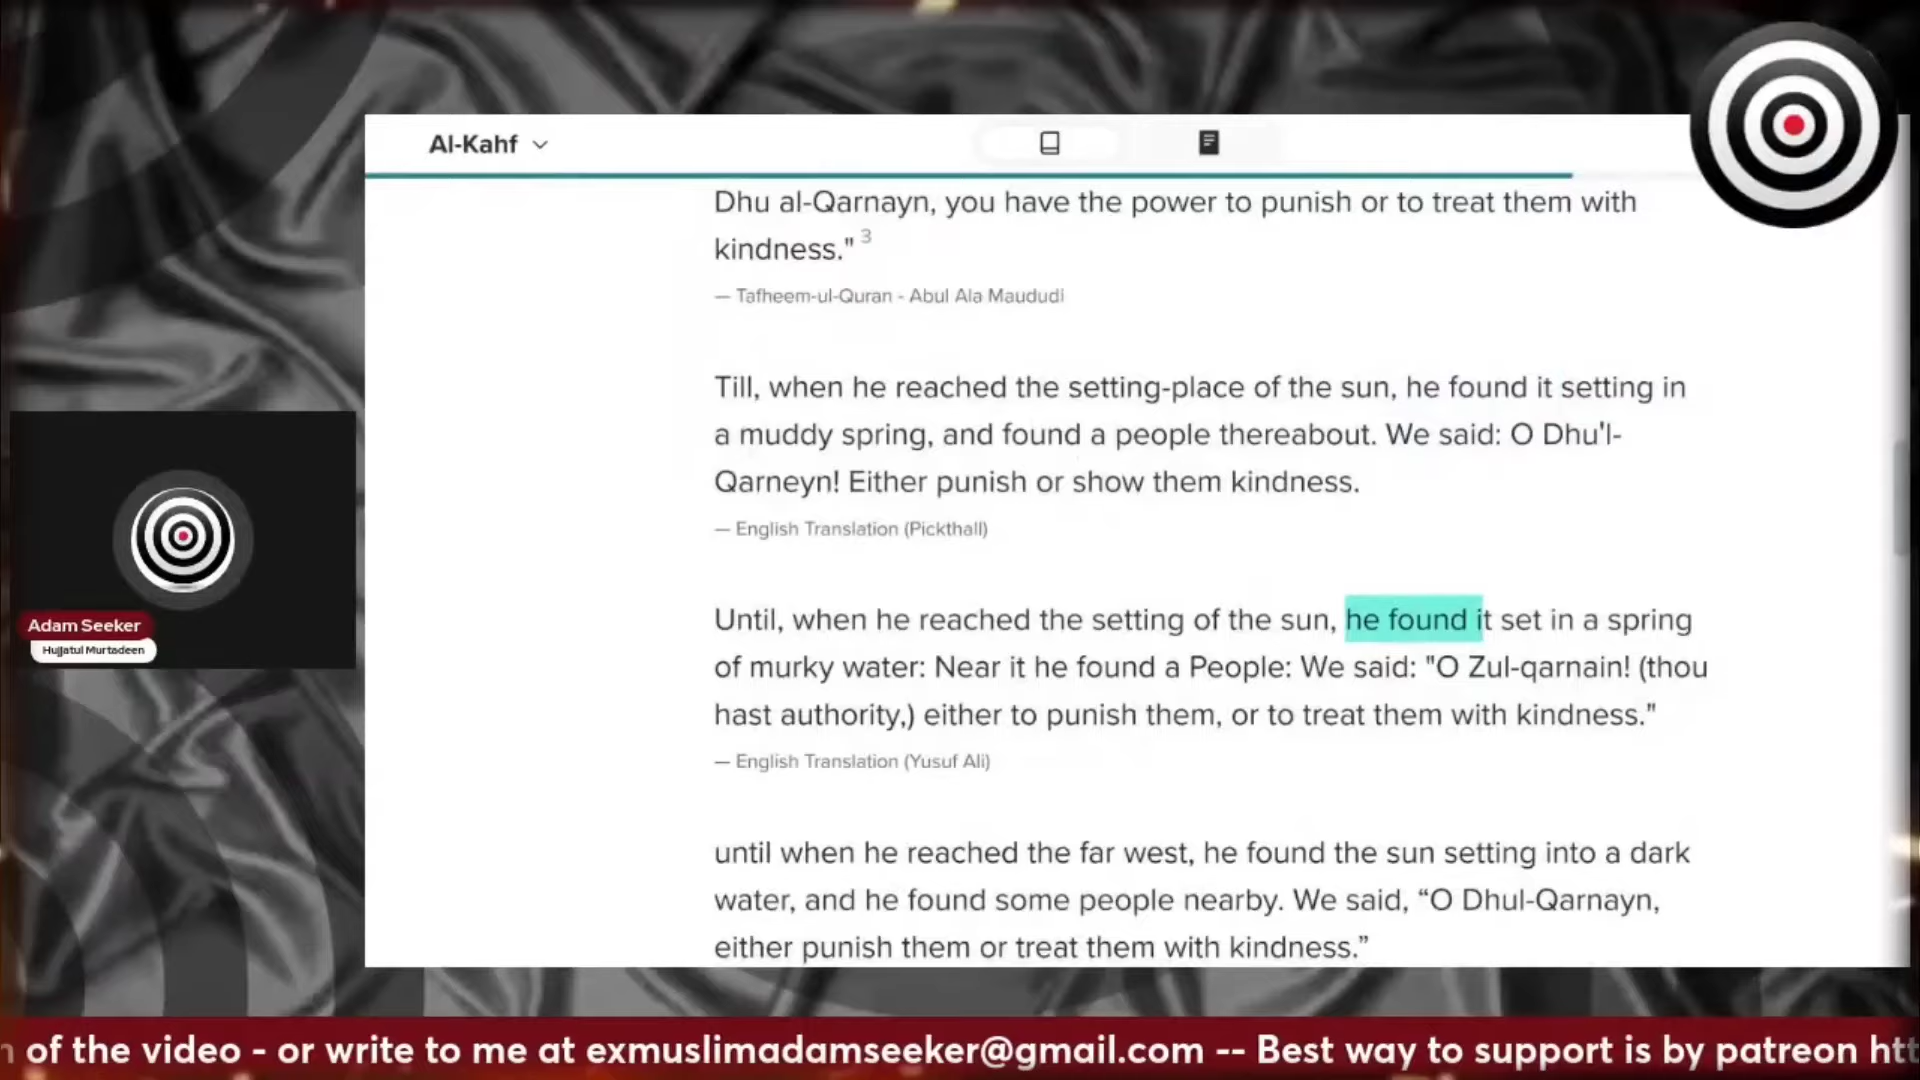 Al-Kahf
Dhu al-Qarnayn, you have the power to punish or to treat them with
kindness." 3
— Tafheem-ul-Quran - Abul Ala Maududi
Till, when he reached the setting-place of the sun, he found it setting in
a muddy spring, and found a people thereabout. We said: O Dhu'l-
Qarneyn! Either punish or show them kindness.
— English Translation (Pickthall)
Until, when he reached the setting of the sun, he found it set in a spring
of murky water: Near it he found a People: We said: "O Zul-qarnain! (thou
hast authority,) either to punish them, or to treat them with kindness."
— English Translation (Yusuf Ali)
until when he reached the far west, he found the sun setting into a dark
water, and he found some people nearby. We said, “O Dhul-Qarnayn,
either punish them or treat them with kindness.”
Adam Seeker
Hujjatul Murtadeen
of the video - or write to me at exmuslimadamseeker@gmail.com -- Best way to support is by patreon htt